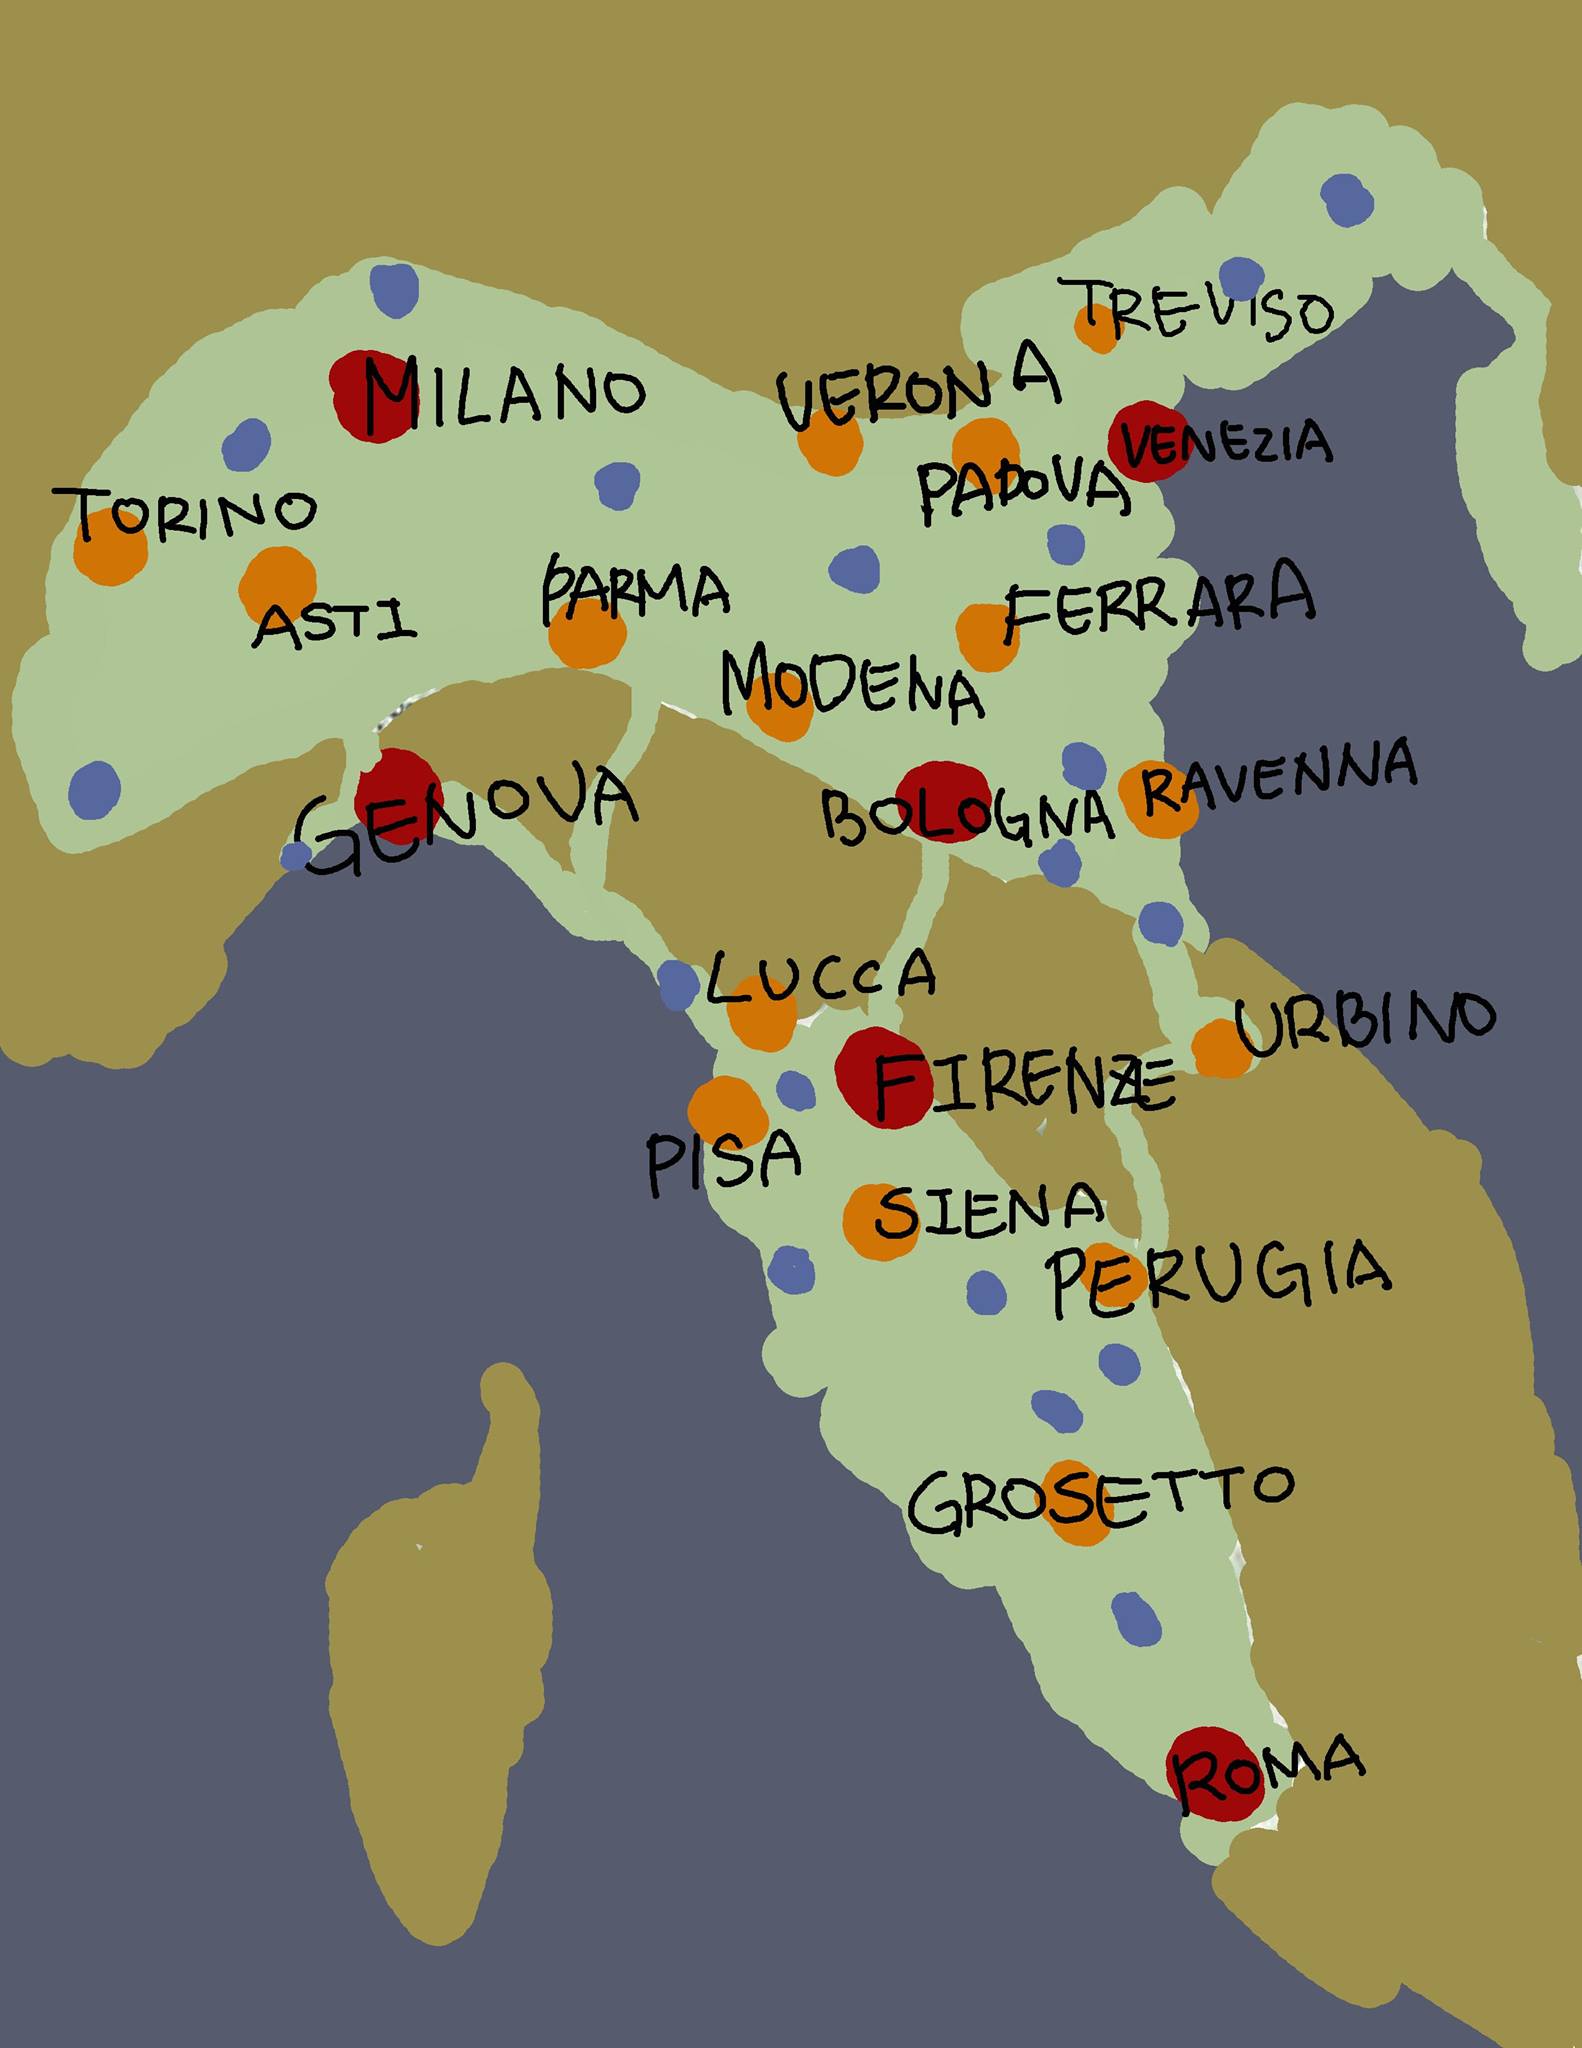 TREVISO
MILANO
VERONA
VENEZIA
PADOVA
TORINO
ASTI
PARMA
FERRARA
MODENA
GENOVA
BOLOGNA
RAVENNA
LUCCA
URBINO
FIRENZE
PISA
SIENA
PERUGIA
GROSETTO
ROMA